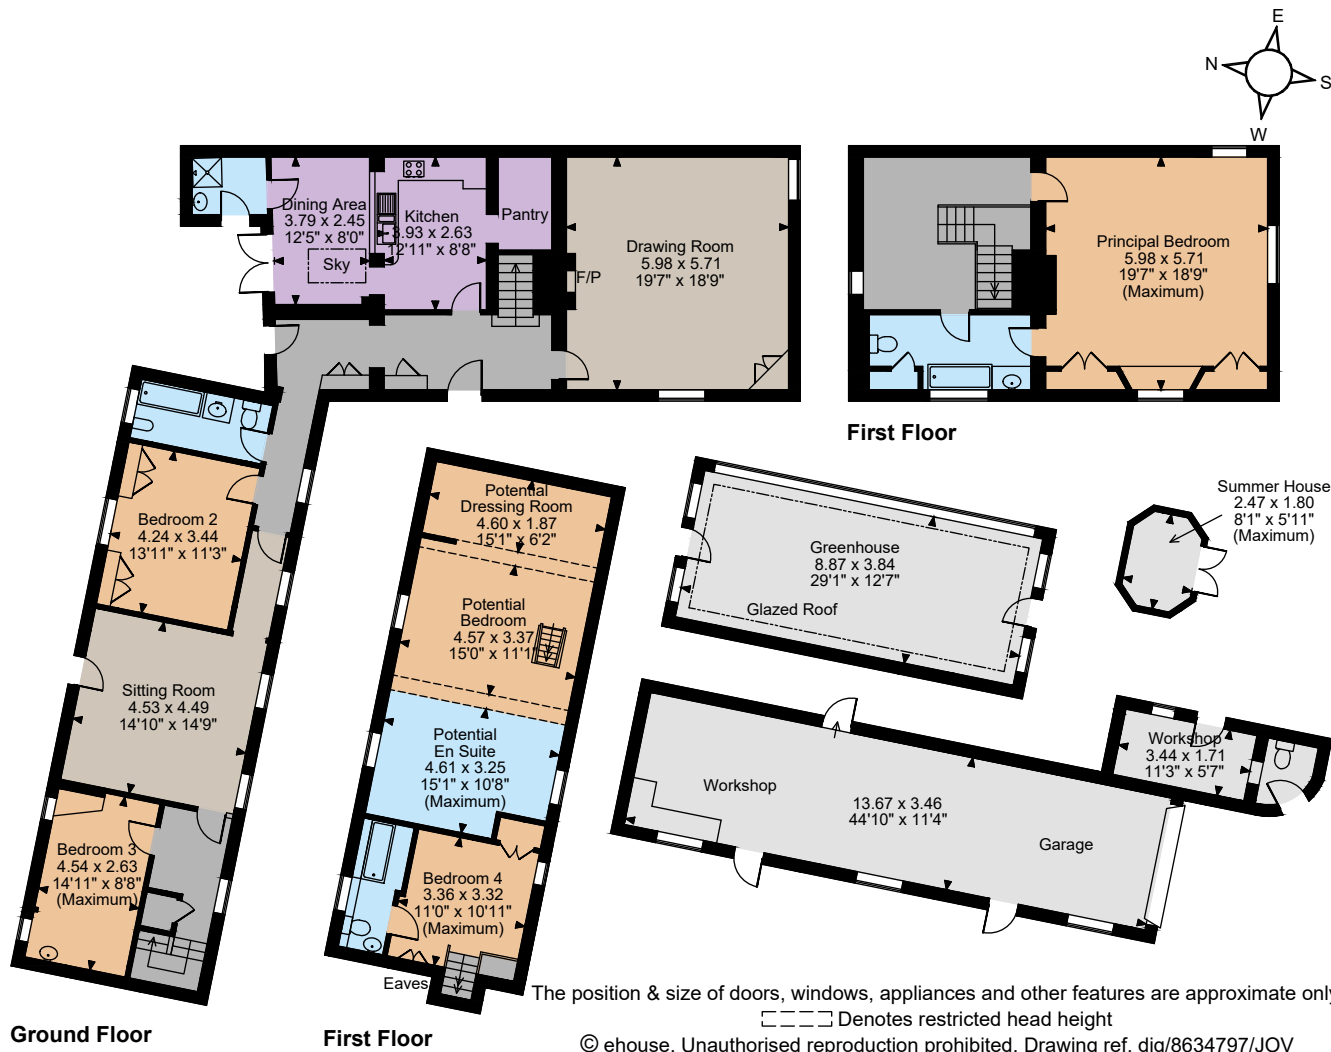 E
N
S
W
Dining Area
3.79 x 2.45
12'5" x 8'0"
Sky
Kitchen
3.93 x 2.63
12'11" x 8'8"
Pantry
F/P
Drawing Room
5.98 x 5.71
19'7" x 18'9"
Principal Bedroom
5.98 x 5.71
19'7" x 18'9"
(Maximum)
First Floor
Bedroom 2
4.24 x 3.44
13'11" x 11'3"
Sitting Room
4.53 x 4.49
14'10" x 14'9"
Bedroom 3
4.54 x 2.63
14'11" x 8'8"
(Maximum)
Ground Floor
Potential
Dressing Room
4.60 x 1.87
15'1" x 6'2"
Potential
Bedroom
4.57 x 3.37
15'0" x 11'1"
Potential
En Suite
4.61 x 3.25
15'1" x 10'8"
(Maximum)
Bedroom 4
3.36 x 3.32
11'0" x 10'11"
(Maximum)
Eaves
First Floor
Greenhouse
8.87 x 3.84
29'1" x 12'7"
Glazed Roof
Summer House
2.47 x 1.80
8'1" x 5'11"
(Maximum)
Workshop
3.44 x 1.71
11'3" x 5'7"
Workshop
13.67 x 3.46
44'10" x 11'4"
Garage
The position & size of doors, windows, appliances and other features are approximate only
Denotes restricted head height
© ehouse. Unauthorised reproduction prohibited. Drawing ref. dig/8634797/JOV